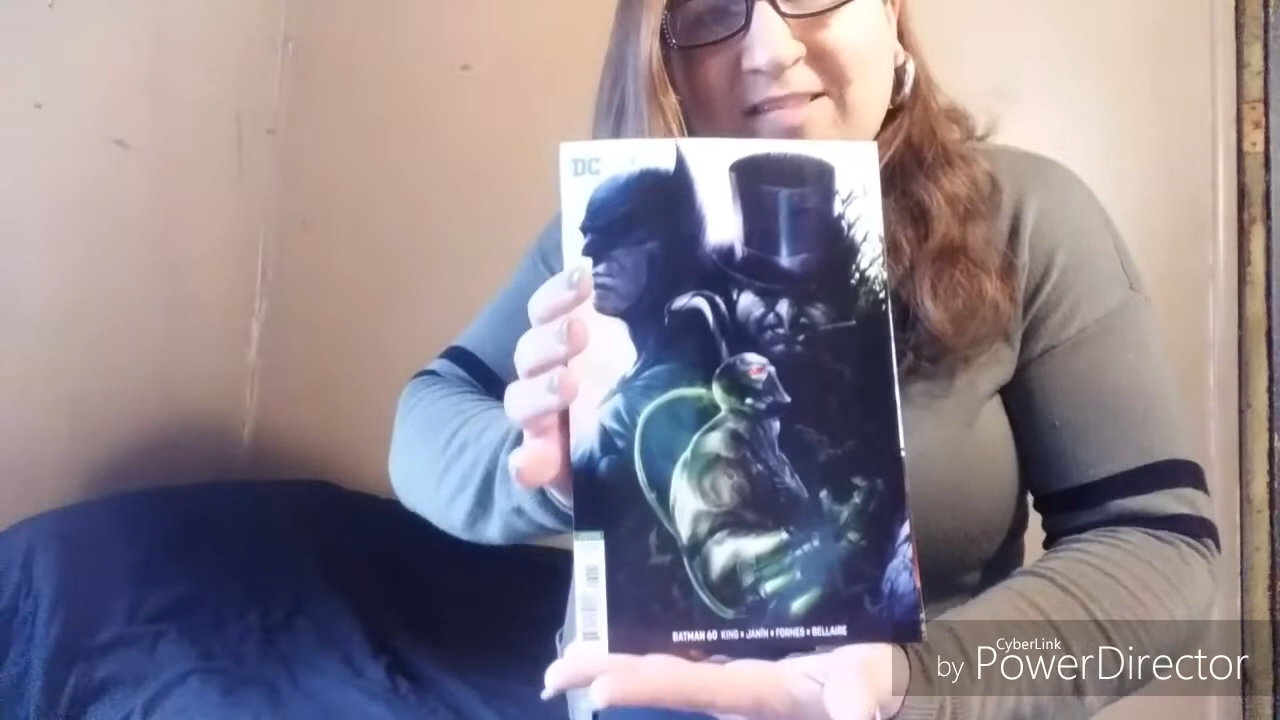 DC
BATMAN 60 KING • JANÍN • FORNES • BELLAIRE
CyberLink
by PowerDirector